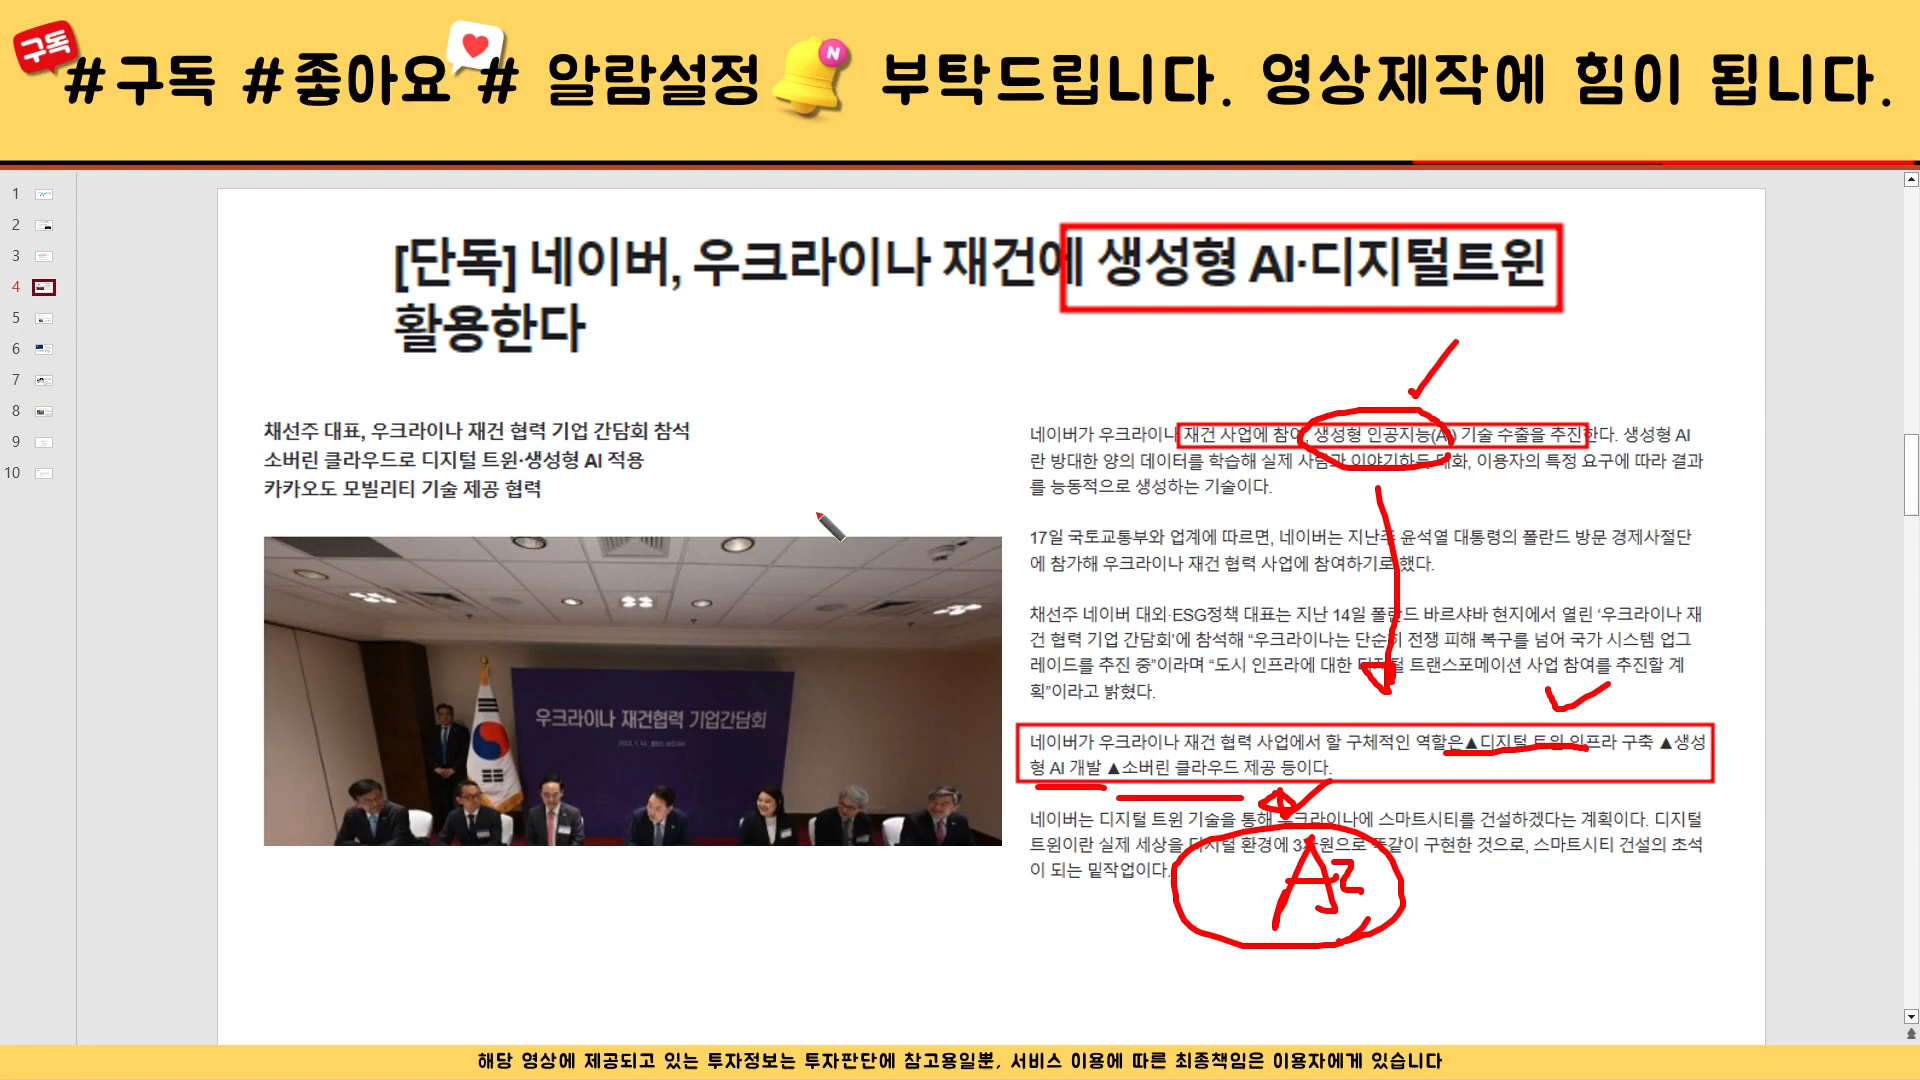 구독
#구독 #좋아요 # 알람설정 N 부탁드립니다. 영상제작에 힘이 됩니다.
1
2
3
4
5
6
7
8
9
10
[단독] 네이버, 우크라이나 재건에 생성형 AI·디지털트윈
활용한다
채선주 대표, 우크라이나 재건 협력 기업 간담회 참석
소버린 클라우드로 디지털 트윈·생성형 AI 적용
카카오도 모빌리티 기술 제공 협력
우크라이나 재건협력 기업간담회
네이버가 우크라이나 재건 사업에 참여, 생성형 인공지능(AI) 기술 수출을 추진한다. 생성형 AI
란 방대한 양의 데이터를 학습해 실제 사람과 이야기하듯 대화, 이용자의 특정 요구에 따라 결과
를 능동적으로 생성하는 기술이다.
17일 국토교통부와 업계에 따르면, 네이버는 지난주 윤석열 대통령의 폴란드 방문 경제사절단
에 참가해 우크라이나 재건 협력 사업에 참여하기로 했다.
채선주 네이버 대외·ESG정책 대표는 지난 14일 폴란드 바르샤바 현지에서 열린 ‘우크라이나 재
건 협력 기업 간담회’에 참석해 “우크라이나는 단순히 전쟁 피해 복구를 넘어 국가 시스템 업그
레이드를 추진 중”이라며 “도시 인프라에 대한 디지털 트랜스포메이션 사업 참여를 추진할 계
획”이라고 밝혔다.
네이버가 우크라이나 재건 협력 사업에서 할 구체적인 역할은▲디지털 트윈 인프라 구축 ▲생성
형 AI 개발 ▲소버린 클라우드 제공 등이다.
네이버는 디지털 트윈 기술을 통해 우크라이나에 스마트시티를 건설하겠다는 계획이다. 디지털
트윈이란 실제 세상을 디지털 환경에 3차원으로 똑같이 구현한 것으로, 스마트시티 건설의 초석
이 되는 밑작업이다.
해당 영상에 제공되고 있는 투자정보는 투자판단에 참고용일뿐, 서비스 이용에 따른 최종책임은 이용자에게 있습니다